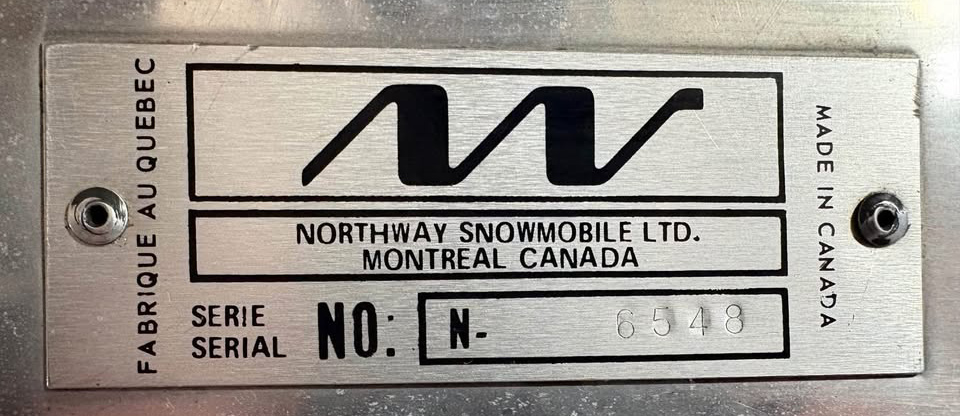 FABRIQUE AU QUEBEC
NORTHWAY SNOWMOBILE LTD.
MONTREAL CANADA
SERIE
SERIAL
NO: N- 6548
MADE IN CANADA